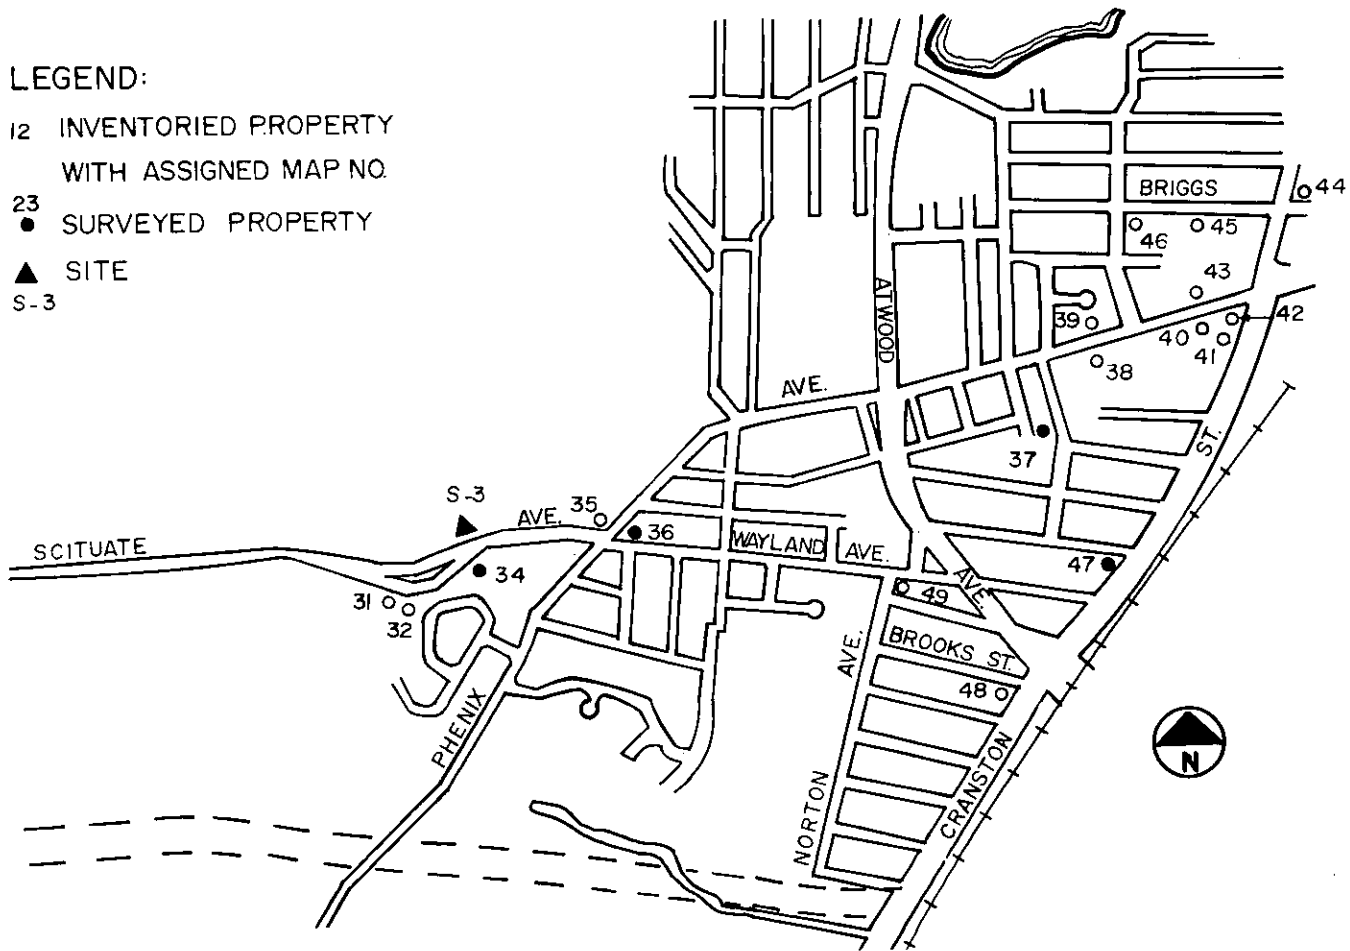 LEGEND:
12 INVENTORIED PROPERTY
WITH ASSIGNED MAP NO.
23
SURVEYED PROPERTY
SITE
S-3
BRIGGS
44
46
45
43
42
39
40
41
38
ATWOOD
AVE.
37
ST.
S-3
AVE.
35
36
SCITUATE
WAYLAND AVE.
34
47
AVE.
31
32
49
BROOKS ST.
AVE.
48
PHENIX
CRANSTON
NORTON
N